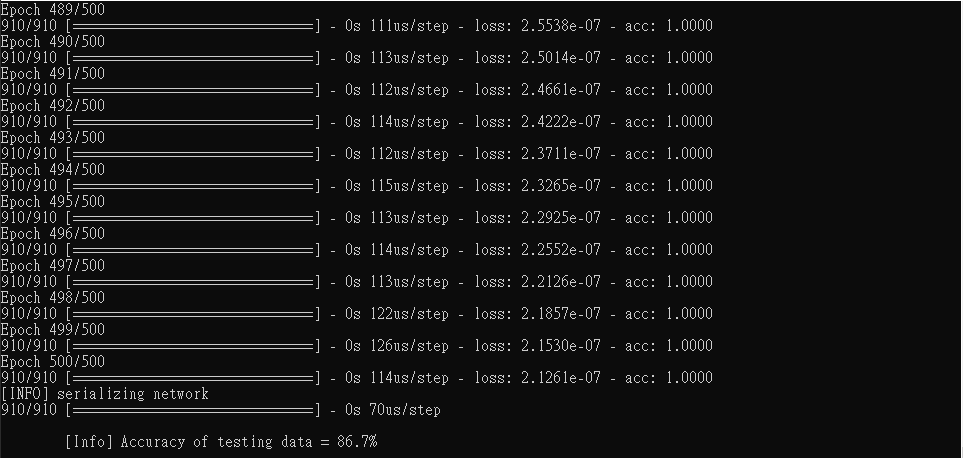 Epoch 489/500
910/910 [==============================] - 0s 111us/step - loss: 2.5538e-07 - acc: 1.0000
Epoch 490/500
910/910 [==============================] - 0s 113us/step - loss: 2.5014e-07 - acc: 1.0000
Epoch 491/500
910/910 [==============================] - 0s 112us/step - loss: 2.4661e-07 - acc: 1.0000
Epoch 492/500
910/910 [==============================] - 0s 114us/step - loss: 2.4222e-07 - acc: 1.0000
Epoch 493/500
910/910 [==============================] - 0s 112us/step - loss: 2.3711e-07 - acc: 1.0000
Epoch 494/500
910/910 [==============================] - 0s 115us/step - loss: 2.3265e-07 - acc: 1.0000
Epoch 495/500
910/910 [==============================] - 0s 113us/step - loss: 2.2925e-07 - acc: 1.0000
Epoch 496/500
910/910 [==============================] - 0s 114us/step - loss: 2.2552e-07 - acc: 1.0000
Epoch 497/500
910/910 [==============================] - 0s 113us/step - loss: 2.2126e-07 - acc: 1.0000
Epoch 498/500
910/910 [==============================] - 0s 122us/step - loss: 2.1857e-07 - acc: 1.0000
Epoch 499/500
910/910 [==============================] - 0s 126us/step - loss: 2.1530e-07 - acc: 1.0000
Epoch 500/500
910/910 [==============================] - 0s 114us/step - loss: 2.1261e-07 - acc: 1.0000
[INFO] serializing network
910/910 [==============================] - 0s 70us/step
[Info] Accuracy of testing data = 86.7%